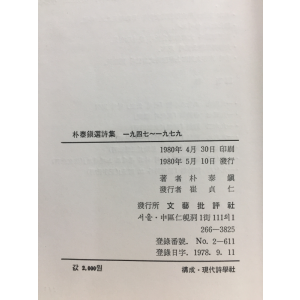 朴泰鎭選詩集 一九四七~一九七九
1980年 4月 30日 印刷
1980年 5月 10日 發行
著者 朴泰鎭
發行者 崔貞仁
發行所 文藝批評社
서울·中區仁峴洞1街111의1
266—3825
登錄番號. No. 2—611
登錄日字. 1978. 9. 11
값 2,000원
構成·現代詩學社